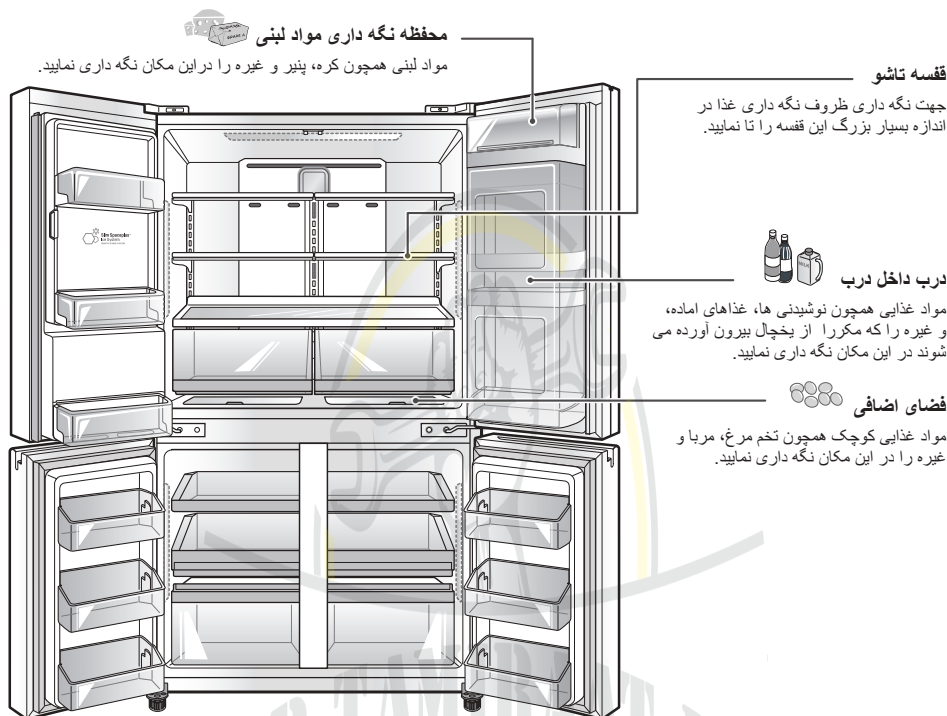 محفظه نگه داری مواد لبنی
مواد لبنی همچون کره، پنیر و غیره را دراین مکان نگه داری نمایید.
قفسه تاشو
جهت نگه داری ظروف نگه داری غذا در
اندازه بسیار بزرگ این قفسه را تا نمایید.
درب داخل درب
مواد غذایی همچون نوشیدنی ها، غذاهای اماده،
و غیره را که مکررا از یخچال بیرون آورده می
شوند در این مکان نگه داری نمایید.
فضای اضافی
مواد غذایی کوچک همچون تخم مرغ، مربا و
غیره را در این مکان نگه داری نمایید.
Slim Spaceplus
Ice System